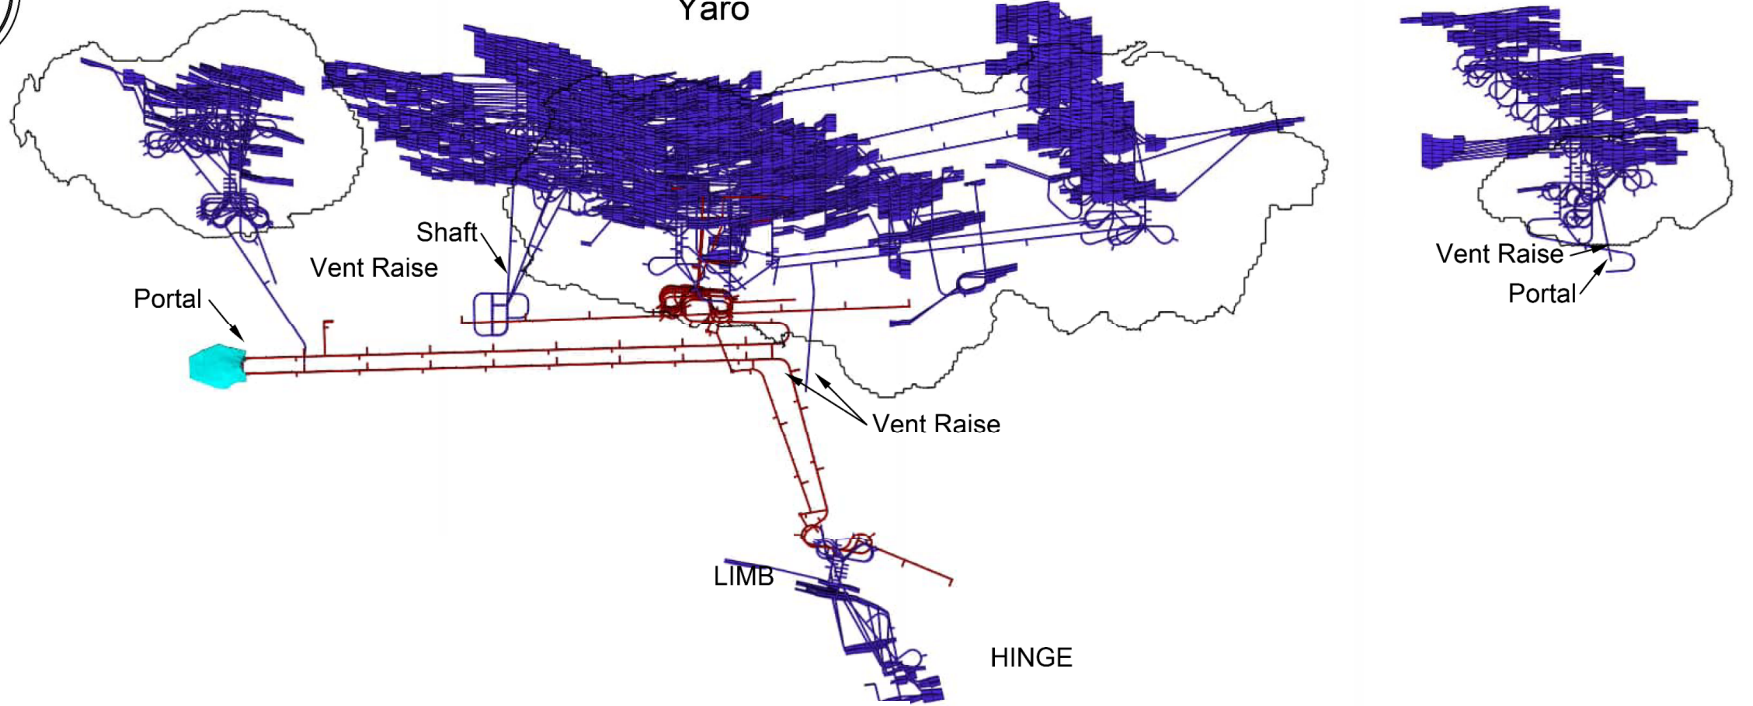 Yaro
Shaft
Vent Raise
Portal
Vent Raise
Portal
Vent Raise
LIMB
HINGE